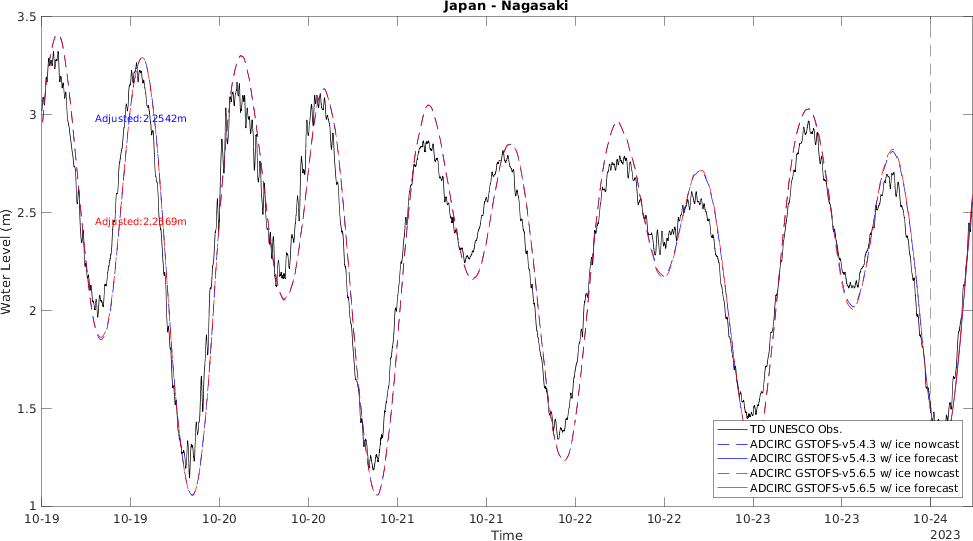 Japan - Nagasaki
3.5
3
2.5
2
1.5
1
Water Level (m)
Adjusted:2.2542m
Adjusted:2.2569m
TD UNESCO Obs.
ADCIRC GSTOFS-v5.4.3 w/ ice nowcast
ADCIRC GSTOFS-v5.4.3 w/ ice forecast
ADCIRC GSTOFS-v5.6.5 w/ ice nowcast
ADCIRC GSTOFS-v5.6.5 w/ ice forecast
10-19 10-19 10-20 10-20 10-21 10-21 10-22 10-22 10-23 10-23 10-24
Time
2023